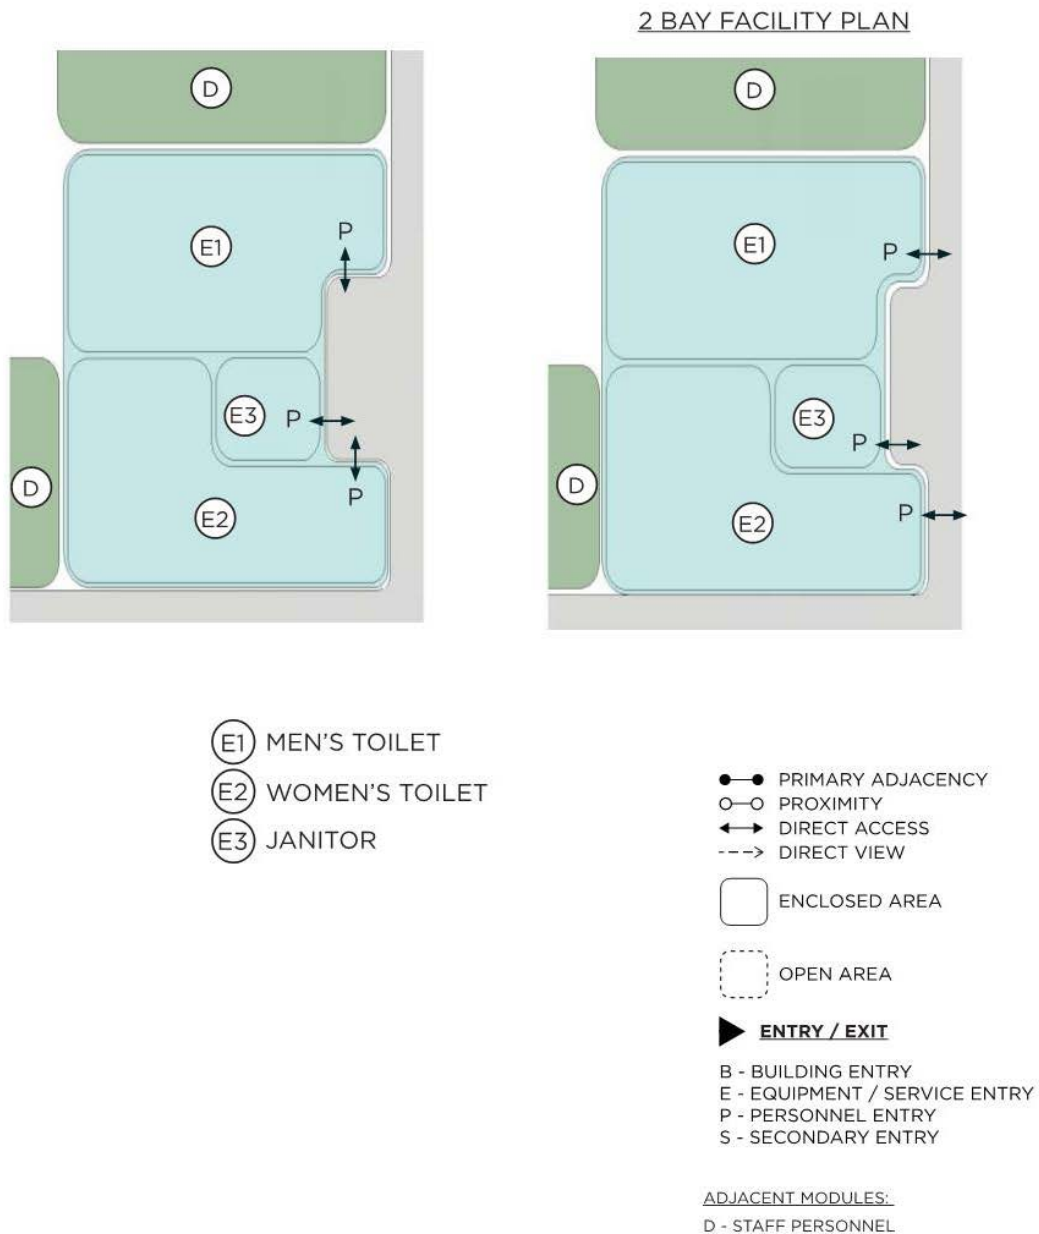 2 BAY FACILITY PLAN
D
E1
P
E3
P
P
D
E2
D
E1
P
E3
P
D
E2
P
E1 MEN'S TOILET
E2 WOMEN'S TOILET
E3 JANITOR
PRIMARY ADJACENCY
PROXIMITY
DIRECT ACCESS
DIRECT VIEW
ENCLOSED AREA
OPEN AREA
ENTRY / EXIT
B - BUILDING ENTRY
E - EQUIPMENT / SERVICE ENTRY
P - PERSONNEL ENTRY
S - SECONDARY ENTRY
ADJACENT MODULES:
D - STAFF PERSONNEL